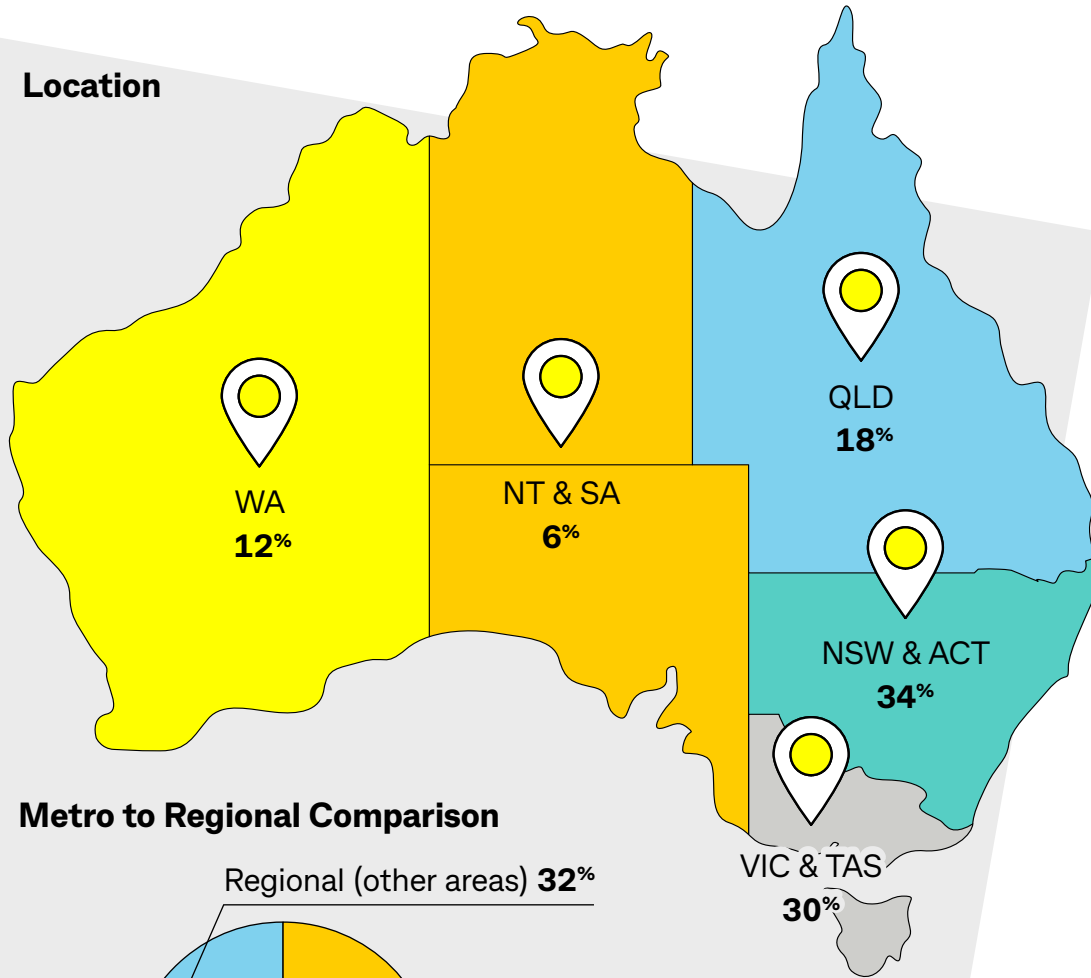 Location
QLD
18%
WA
12%
NT & SA
6%
NSW & ACT
34%
VIC & TAS
30%
Metro to Regional Comparison
Regional (other areas) 32%